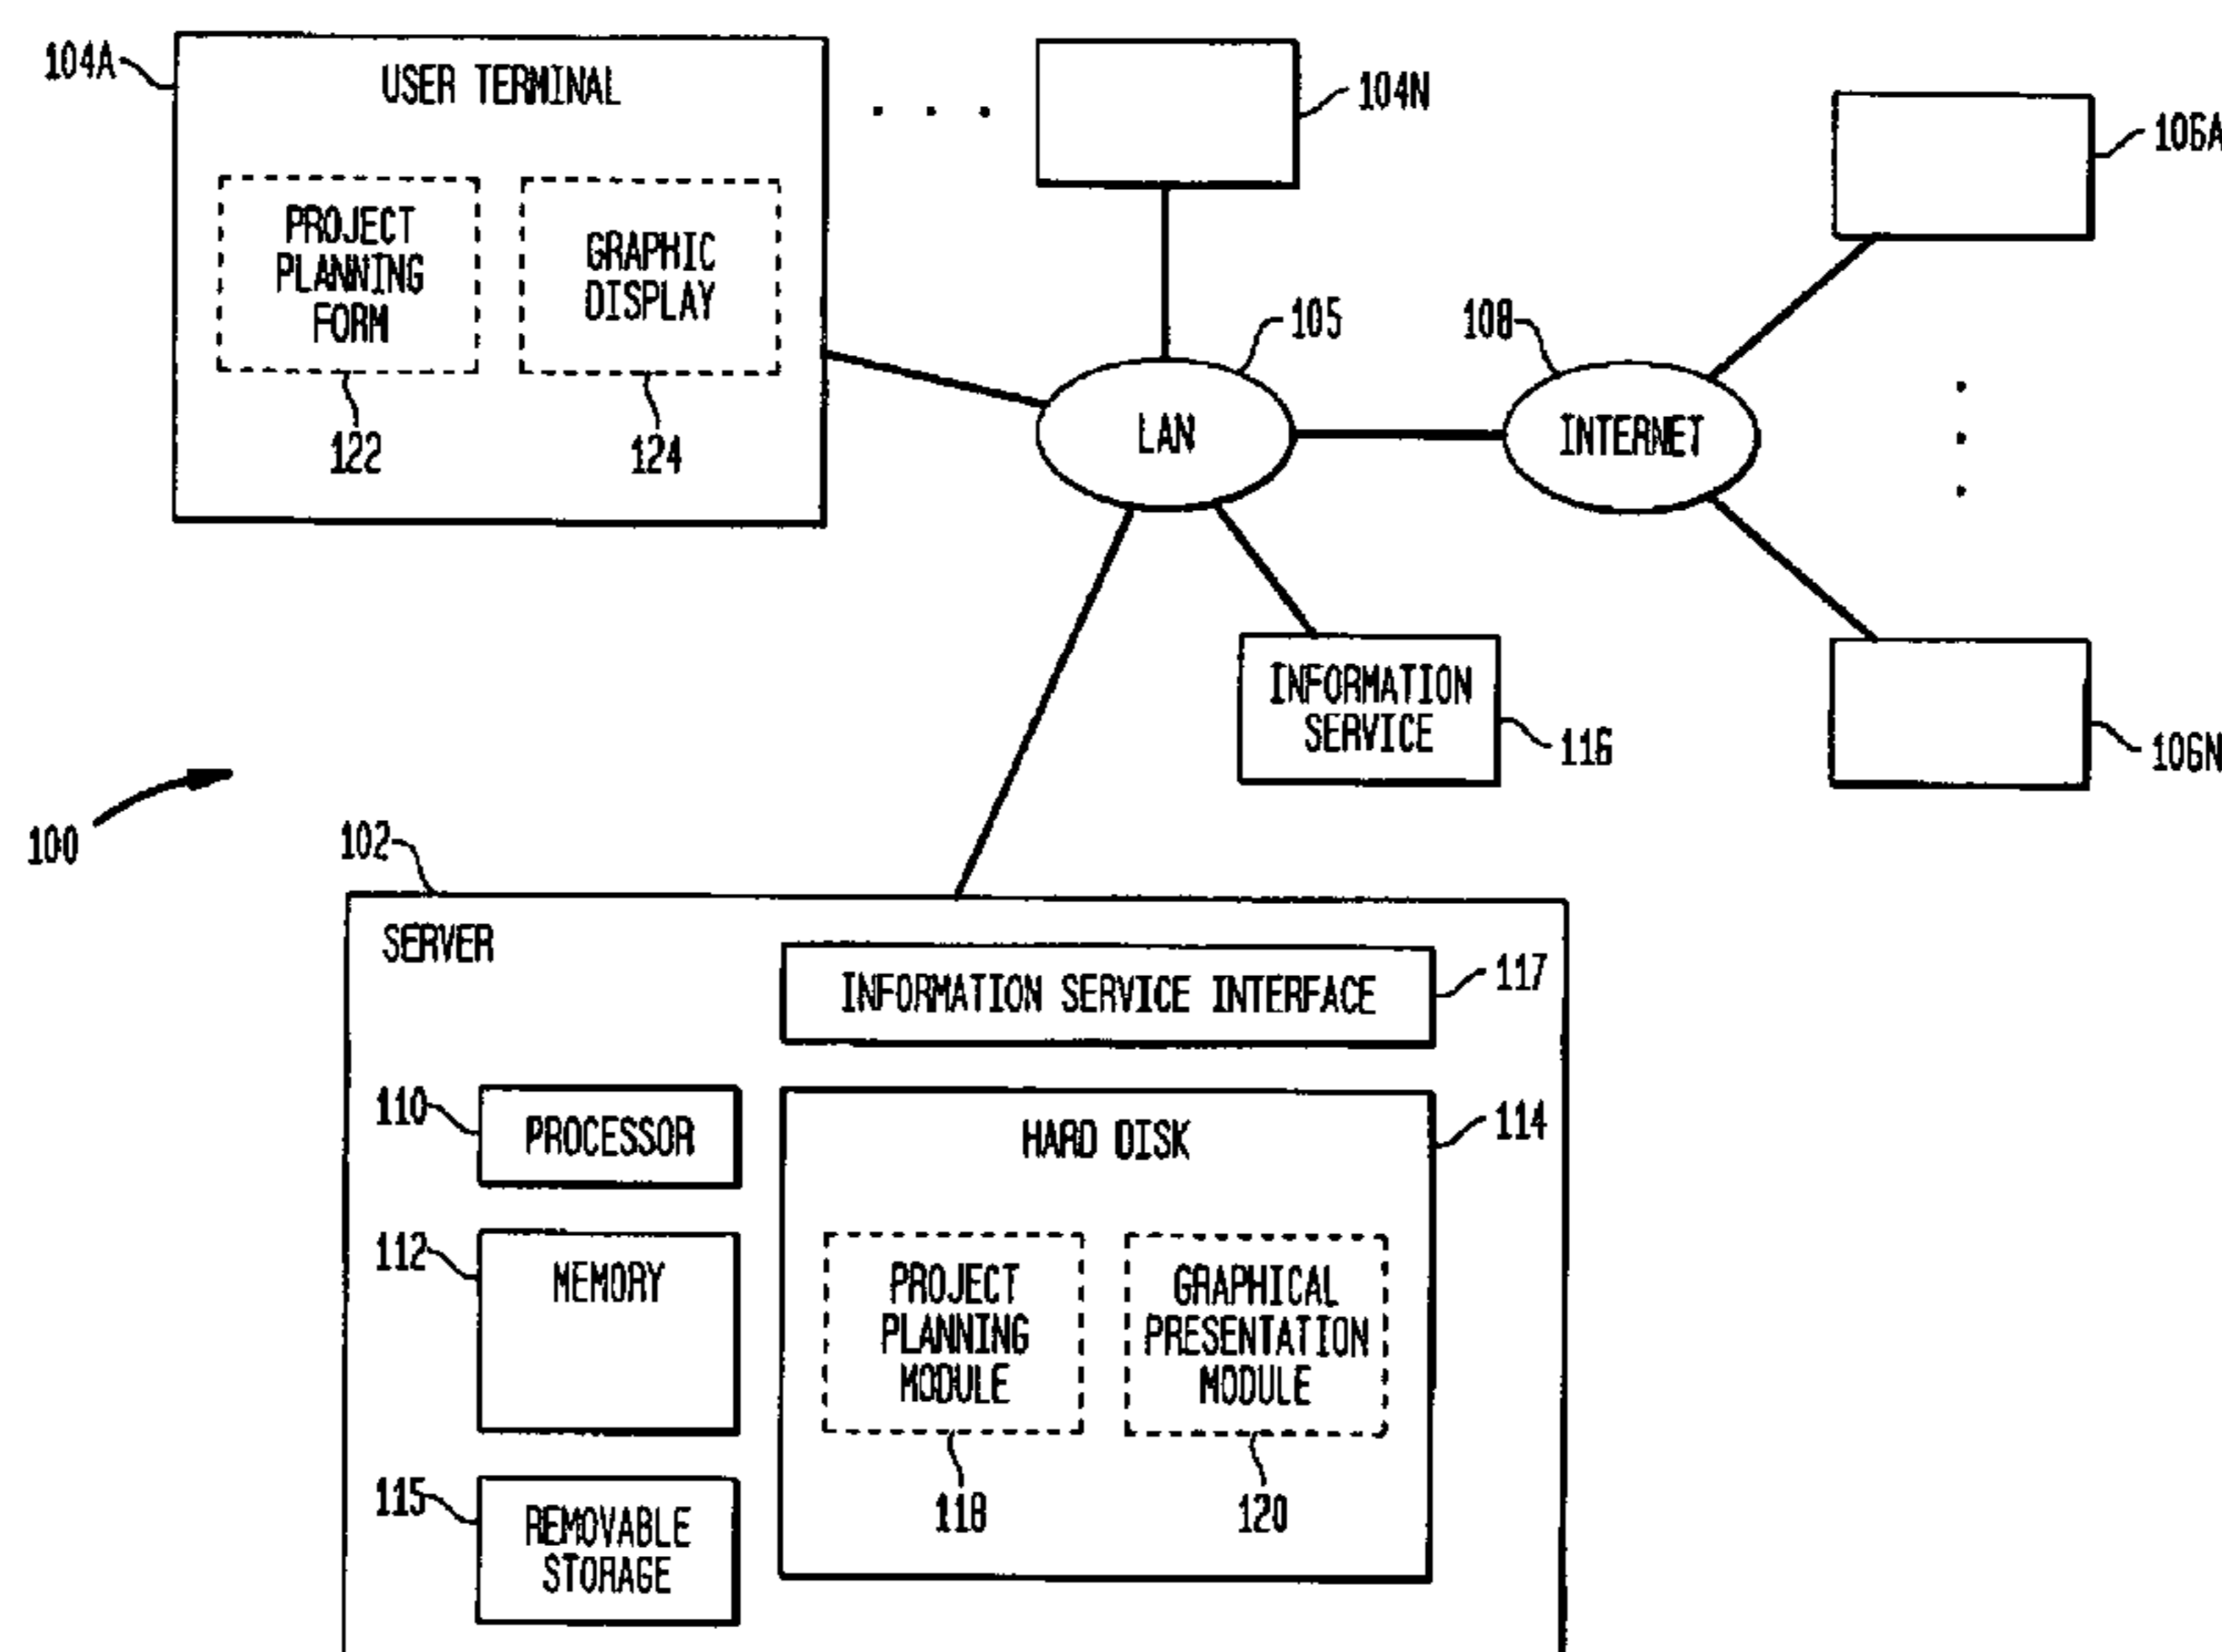 104A
USER TERMINAL
PROJECT
PLANNING
FORM
122
GRAPHIC
DISPLAY
124
104N
106A
105
LAN
108
INTERNET
INFORMATION
SERVICE
116
106N
100
102
SERVER
INFORMATION SERVICE INTERFACE
117
110
PROCESSOR
HARD DISK
114
112
MEMORY
PROJECT
PLANNING
MODULE
118
GRAPHICAL
PRESENTATION
MODULE
120
115
REMOVABLE
STORAGE